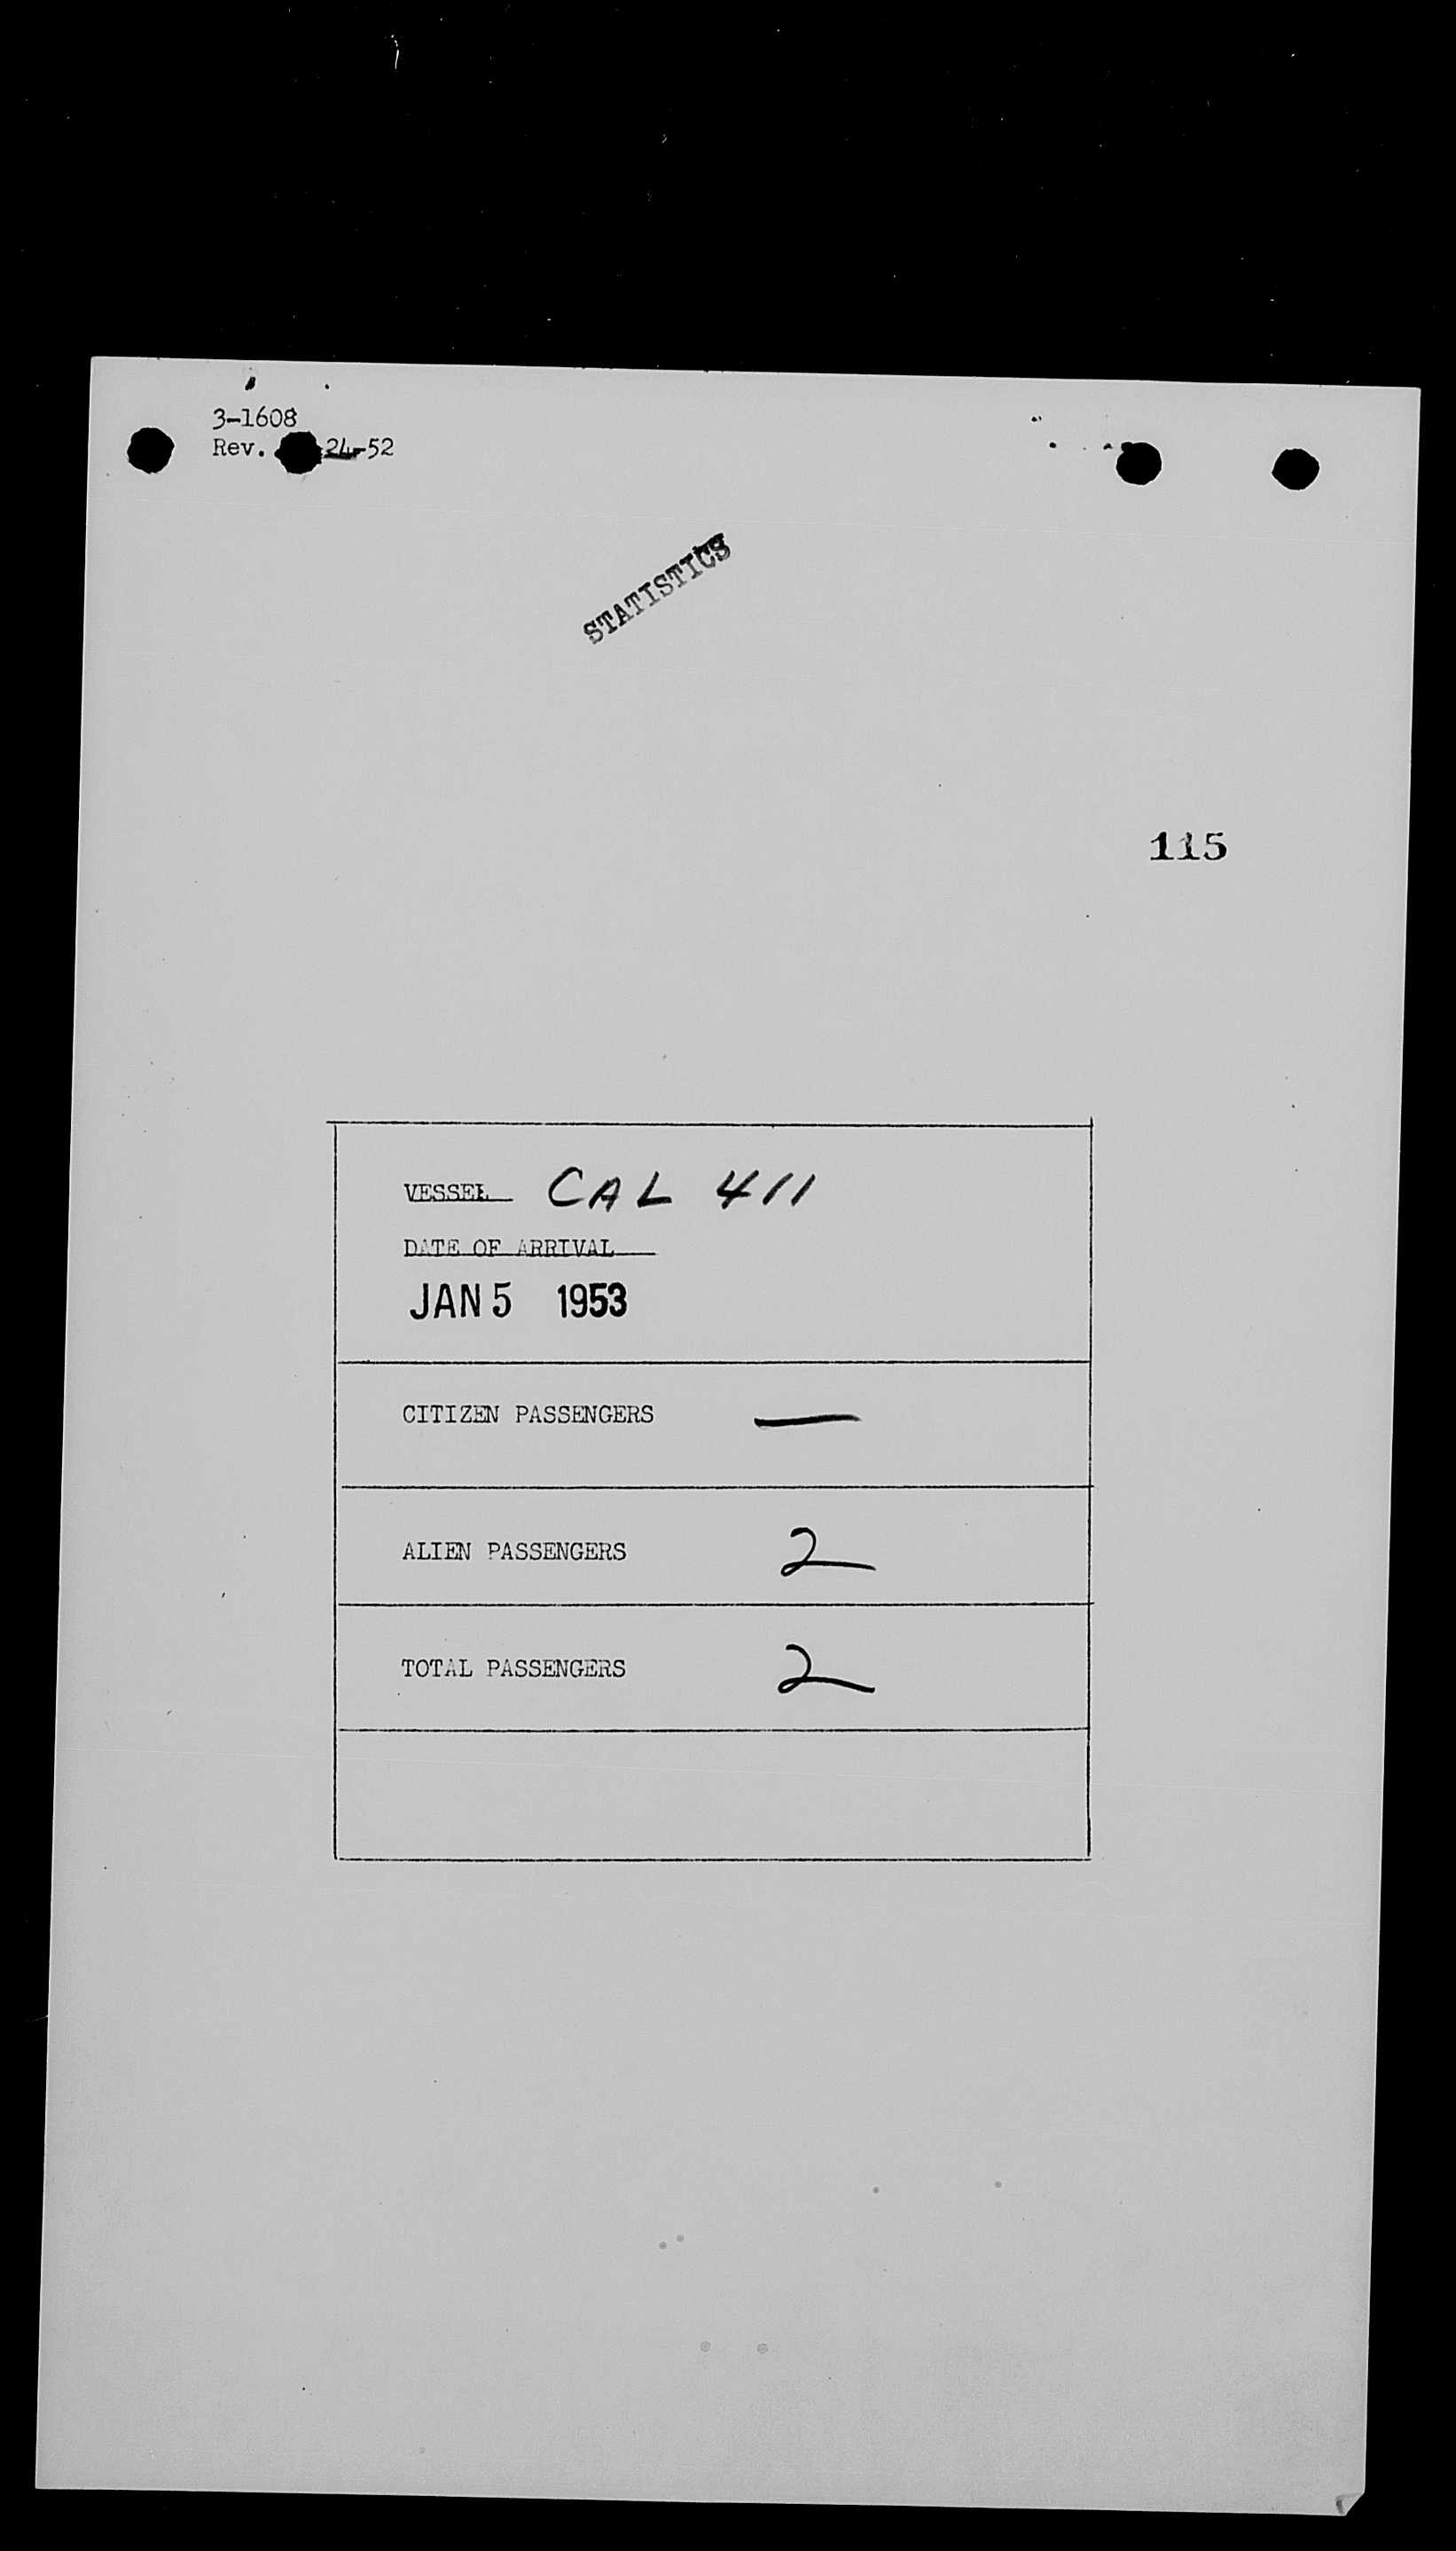 3-1608
Rev. 24-52
STATISTICS
115
VESSEL CAL 411
DATE OF ARRIVAL
JAN 5 1953
CITIZEN PASSENGERS —
ALIEN PASSENGERS 2
TOTAL PASSENGERS 2